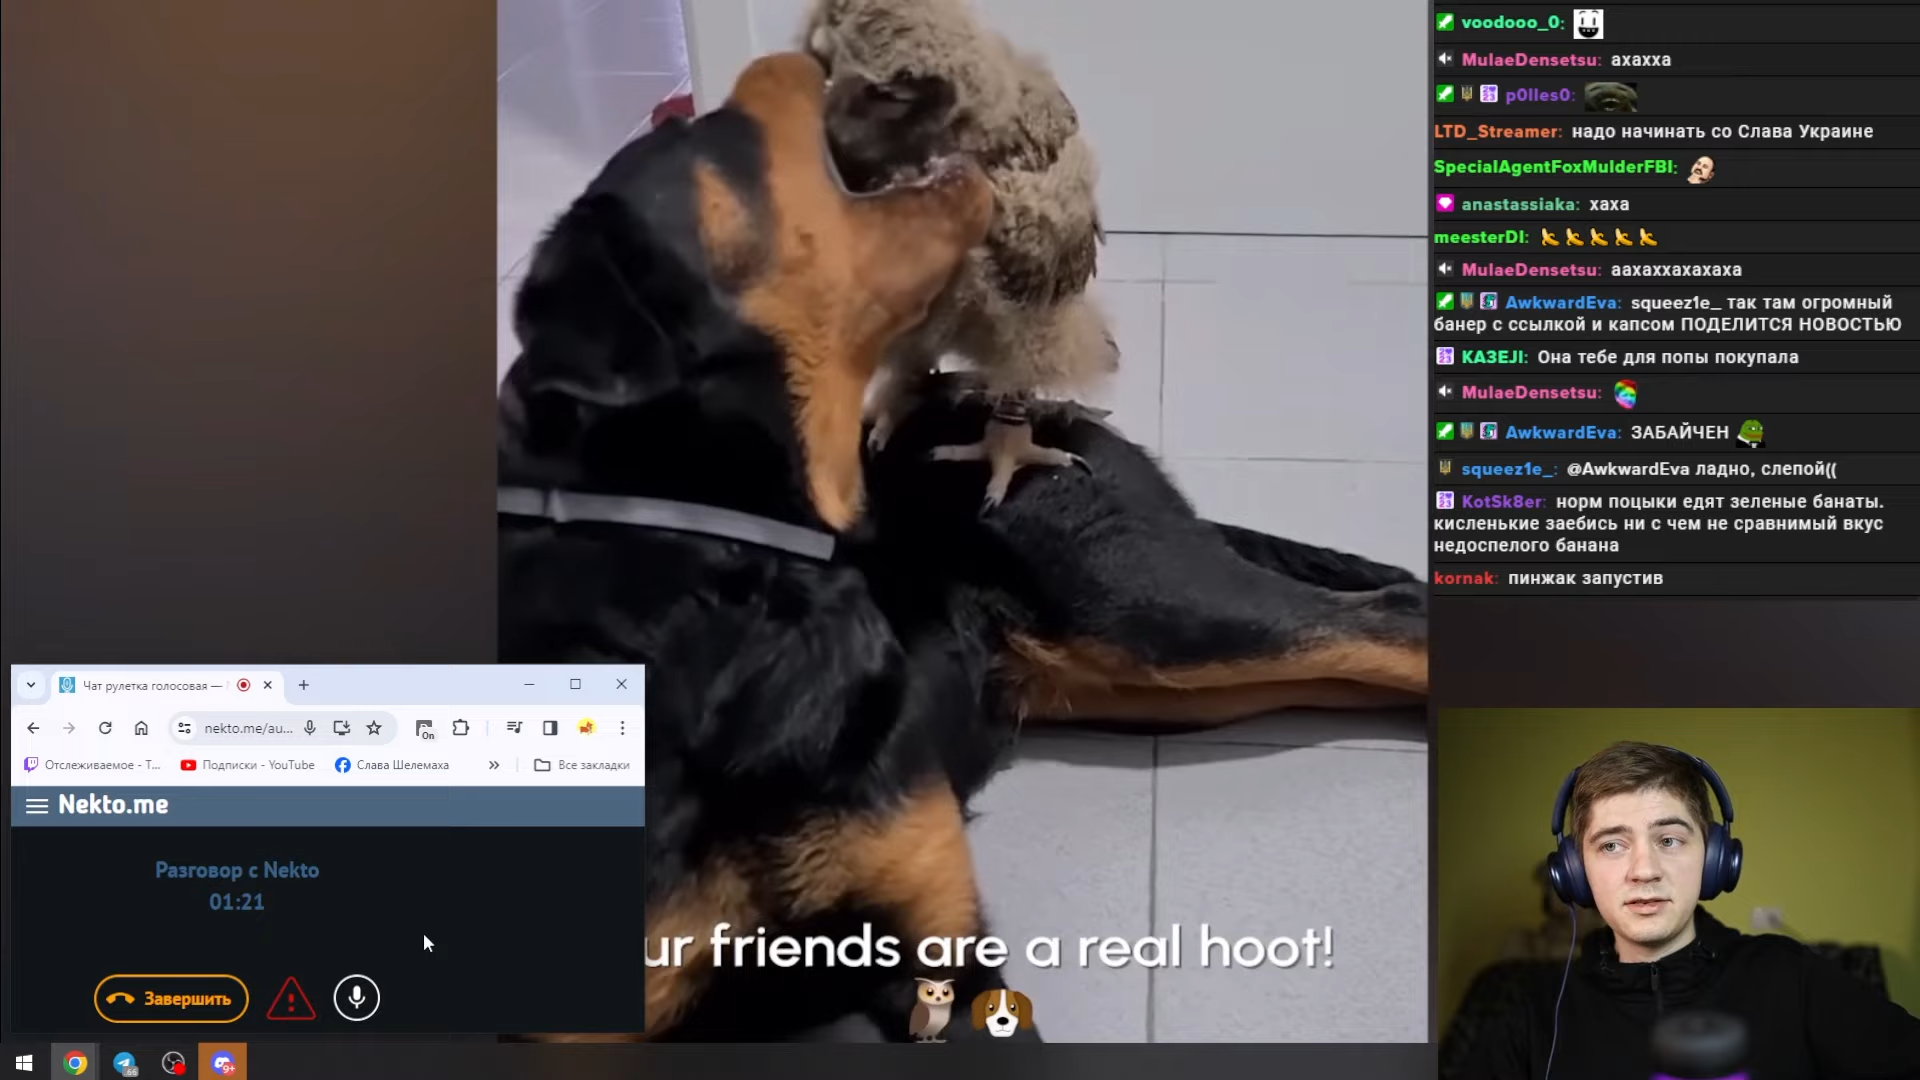 voodooo_0:
MulaeDensetsu: ахахха
p0lles0:
LTD_Streamer: надо начинать со Слава Украине
SpecialAgentFoxMulderFBI:
anastassiaka: хаха
meesterDI:
MulaeDensetsu: аахаххахахаха
AwkwardEva: squeez1e_ так там огромный
банер с ссылкой и капсом ПОДЕЛИТСЯ НОВОСТЬЮ
KA3EJI: Она тебе для попы покупала
MulaeDensetsu:
AwkwardEva: ЗАБАЙЧЕН
squeez1e_: @AwkwardEva ладно, слепой((
KotSk8er: норм поцыки едят зеленые банаты.
кисленькие заебись ни с чем не сравнимый вкус
недоспелого банана
kornak: пинжак запустив
Чат рулетка голосовая —
nekto.me/au...
On
Отслеживаемое - Т...
Подписки - YouTube
Слава Шелемаха
Все закладки
Nekto.me
Разговор с Nekto
01:21
Завершить
ur friends are a real hoot!
66
9+